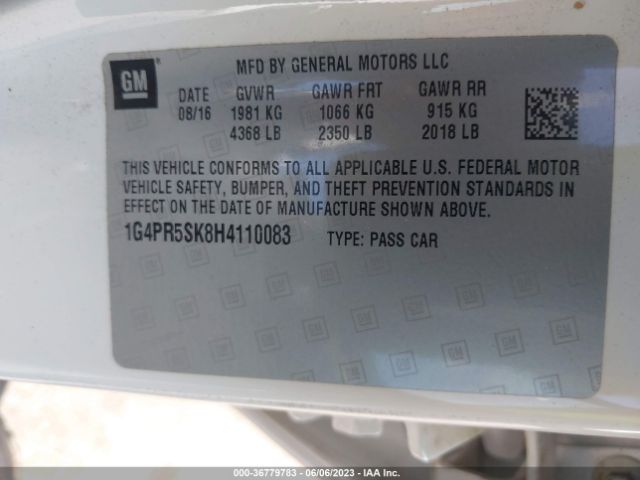 GM
MFD BY GENERAL MOTORS LLC
DATE GVWR GAWR FRT GAWR RR
08/16 1981 KG 1066 KG 915 KG
4368 LB 2350 LB 2018 LB
THIS VEHICLE CONFORMS TO ALL APPLICABLE U.S. FEDERAL MOTOR
VEHICLE SAFETY, BUMPER, AND THEFT PREVENTION STANDARDS IN
EFFECT ON THE DATE OF MANUFACTURE SHOWN ABOVE.
1G4PR5SK8H4110083 TYPE: PASS CAR
000-36779783 - 06/06/2023 - IAAI.com